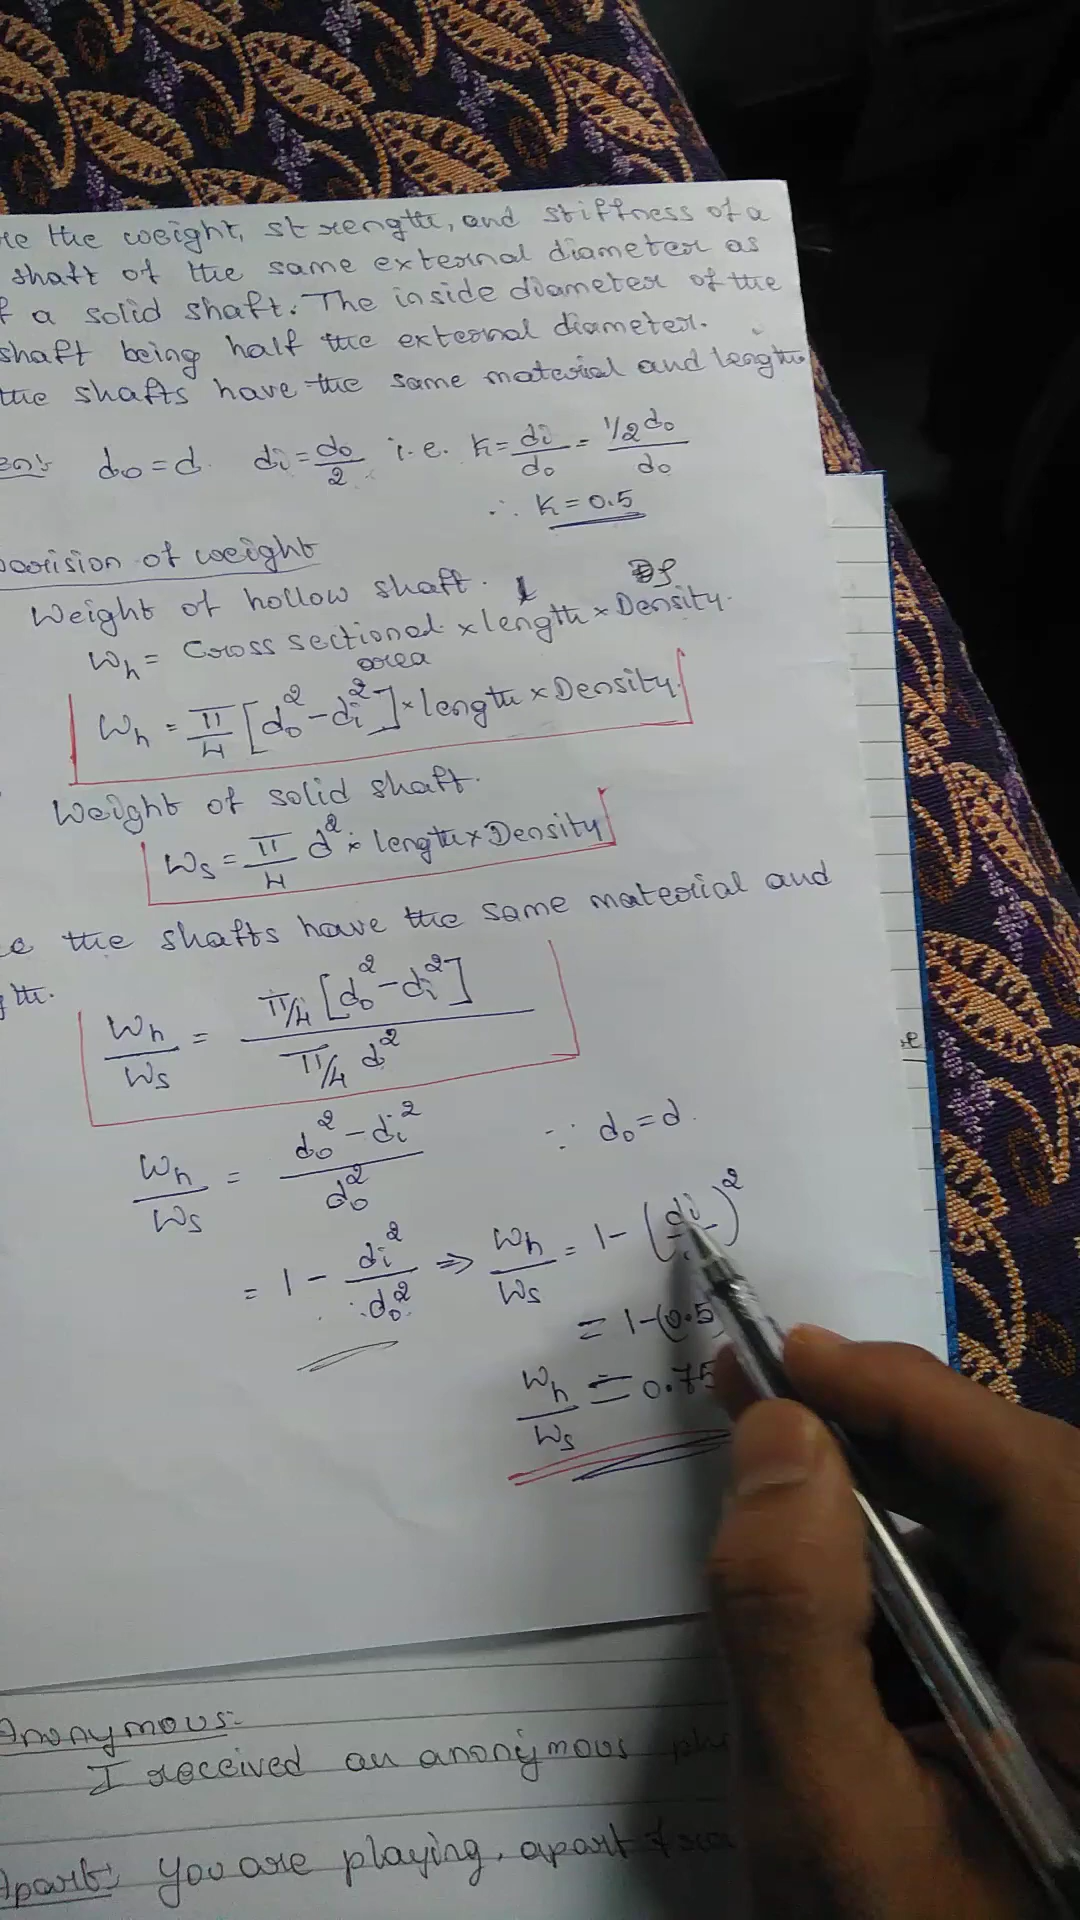 the weight, strength, and stiffness of a
shaft of the same external diameter as
a solid shaft. The inside diameter of the
shaft being half the external diameter.
the shafts have the same material and length
do = d. di = do/2 i.e. K = di/do = 1/2 do/do
∴ K = 0.5
of weight
Weight of hollow shaft.
Wh = Cross sectional area × length × Density.
Wh = π/4 [do² - di²] × length × Density.
Weight of solid shaft.
Ws = π/4 d² × length × Density
the shafts have the same material and
Wh/Ws = π/4 [do² - di²] / π/4 d²
Wh/Ws = do² - di² / do² ∵ do = d.
= 1 - di²/do² ⇒ Wh/Ws = 1 - (di/)²
= 1 - (0.5
Wh/Ws = 0.75
Anonymous:-
I received an anonymous
Apart: You are playing, apart